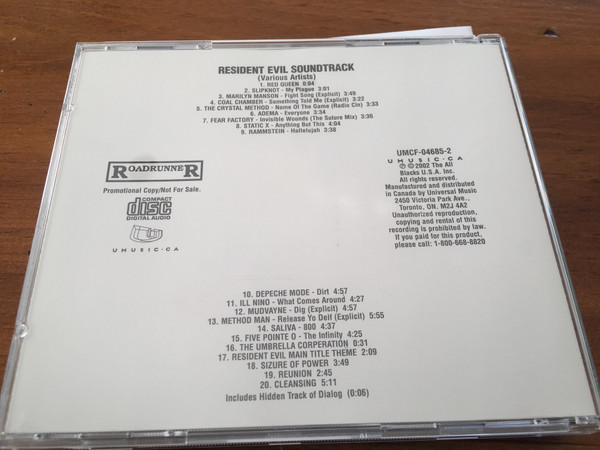 RESIDENT EVIL SOUNDTRACK
(Various Artists)
1. RED QUEEN 0:04
2. SLIPKNOT - My Plague 3:01
3. MARILYN MANSON - Fight Song (Explicit) 3:49
4. COAL CHAMBER - Something Told Me (Explicit) 3:22
5. THE CRYSTAL METHOD - Name Of The Game (Radio Cln) 3:33
6. ADEMA - Everyone 3:34
7. FEAR FACTORY - Invisible Wounds (The Suture Mix) 3:36
8. STATIC X - Anything But This 4:04
9. RAMMSTEIN - Hallelujah 3:38
ROADRUNNER
Promotional Copy/Not For Sale.
COMPACT
disc
DIGITAL AUDIO
UMUSIC.CA
UMCF-04685-2
UMUSIC.CA
℗ ©2002 The All
Blacks U.S.A. Inc.
All rights reserved.
Manufactured and distributed
in Canada by Universal Music
2450 Victoria Park Ave.,
Toronto, ON. M2J 4A2
Unauthorized reproduction,
copying and rental of this
recording is prohibited by law.
If you paid for this product,
please call: 1-800-668-8820
10. DEPECHE MODE - Dirt 4:57
11. ILL NINO - What Comes Around 4:27
12. MUDVAYNE - Dig (Explicit) 4:27
13. METHOD MAN - Release Yo Delf (Explicit) 5:55
14. SALIVA - 800 4:37
15. FIVE POINTE O - The Infinity 4:25
16. THE UMBRELLA CORPERATION 0:31
17. RESIDENT EVIL MAIN TITLE THEME 2:09
18. SIZURE OF POWER 3:49
19. REUNION 2:45
20. CLEANSING 5:11
Includes Hidden Track of Dialog (0:06)